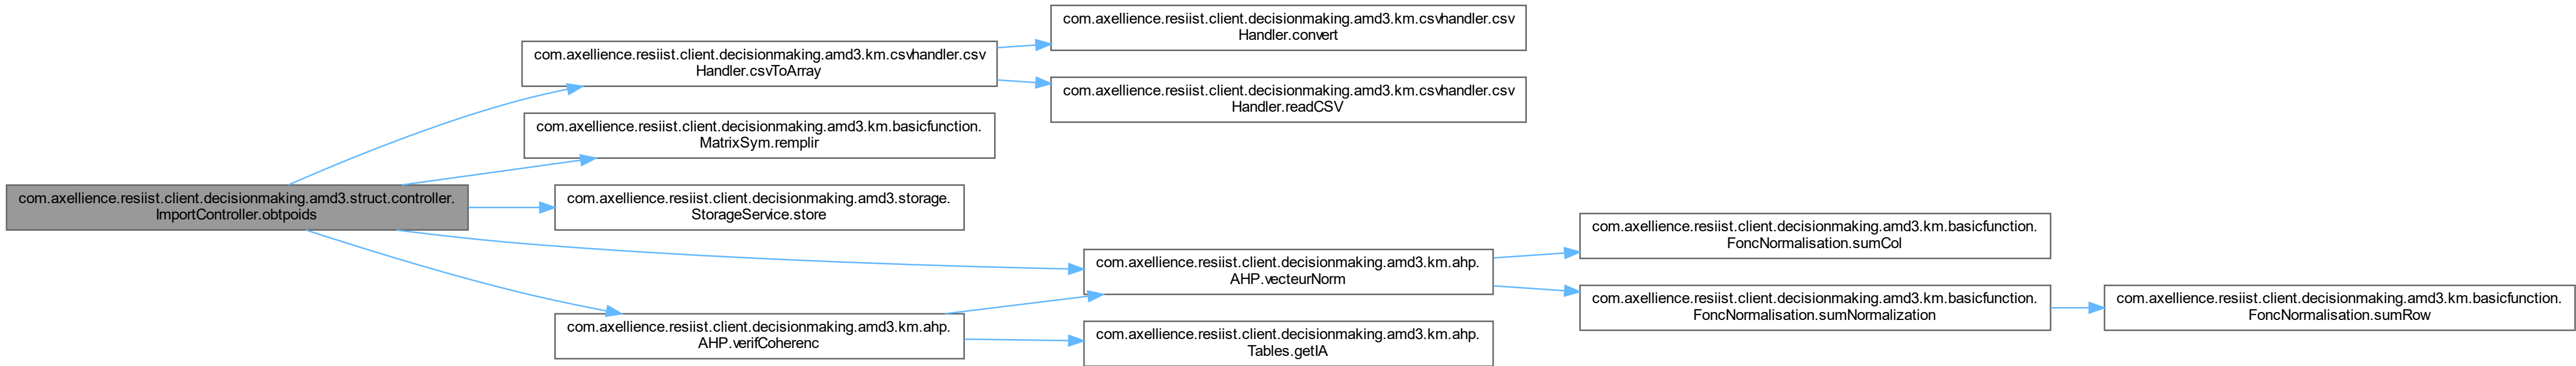 com.axellience.resiist.client.decisionmaking.amd3.struct.controller.
ImportController.obtpoids
com.axellience.resiist.client.decisionmaking.amd3.km.csvhandler.csv
Handler.csvToArray
com.axellience.resiist.client.decisionmaking.amd3.km.csvhandler.csv
Handler.convert
com.axellience.resiist.client.decisionmaking.amd3.km.csvhandler.csv
Handler.readCSV
com.axellience.resiist.client.decisionmaking.amd3.km.basicfunction.
MatrixSym.remplir
com.axellience.resiist.client.decisionmaking.amd3.storage.
StorageService.store
com.axellience.resiist.client.decisionmaking.amd3.km.ahp.
AHP.vecteurNorm
com.axellience.resiist.client.decisionmaking.amd3.km.basicfunction.
FoncNormalisation.sumCol
com.axellience.resiist.client.decisionmaking.amd3.km.basicfunction.
FoncNormalisation.sumNormalization
com.axellience.resiist.client.decisionmaking.amd3.km.basicfunction.
FoncNormalisation.sumRow
com.axellience.resiist.client.decisionmaking.amd3.km.ahp.
AHP.verifCoherenc
com.axellience.resiist.client.decisionmaking.amd3.km.ahp.
Tables.getIA